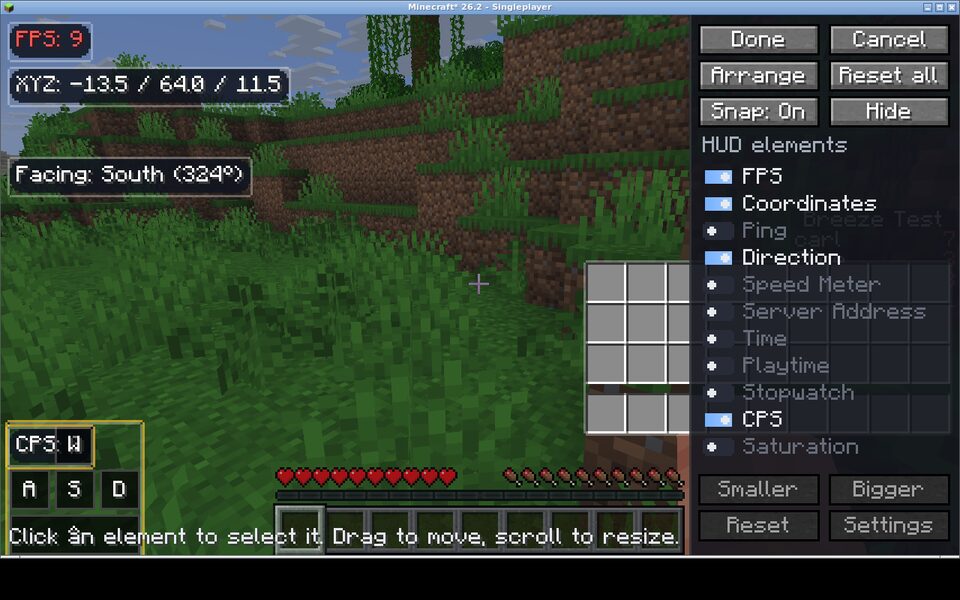 Minecraft* 26.2 - Singleplayer
FPS: 9
XYZ: -13.5 / 64.0 / 11.5
Facing: South (324°)
CPS: W
A S D
Click an element to select it. Drag to move, scroll to resize.
Done Cancel
Arrange Reset all
Snap: On Hide
HUD elements
FPS
Coordinates
Breeze Test
Ping
carl
Direction
Speed Meter
Server Address
Time
Playtime
Stopwatch
CPS
Saturation
Smaller Bigger
Reset Settings